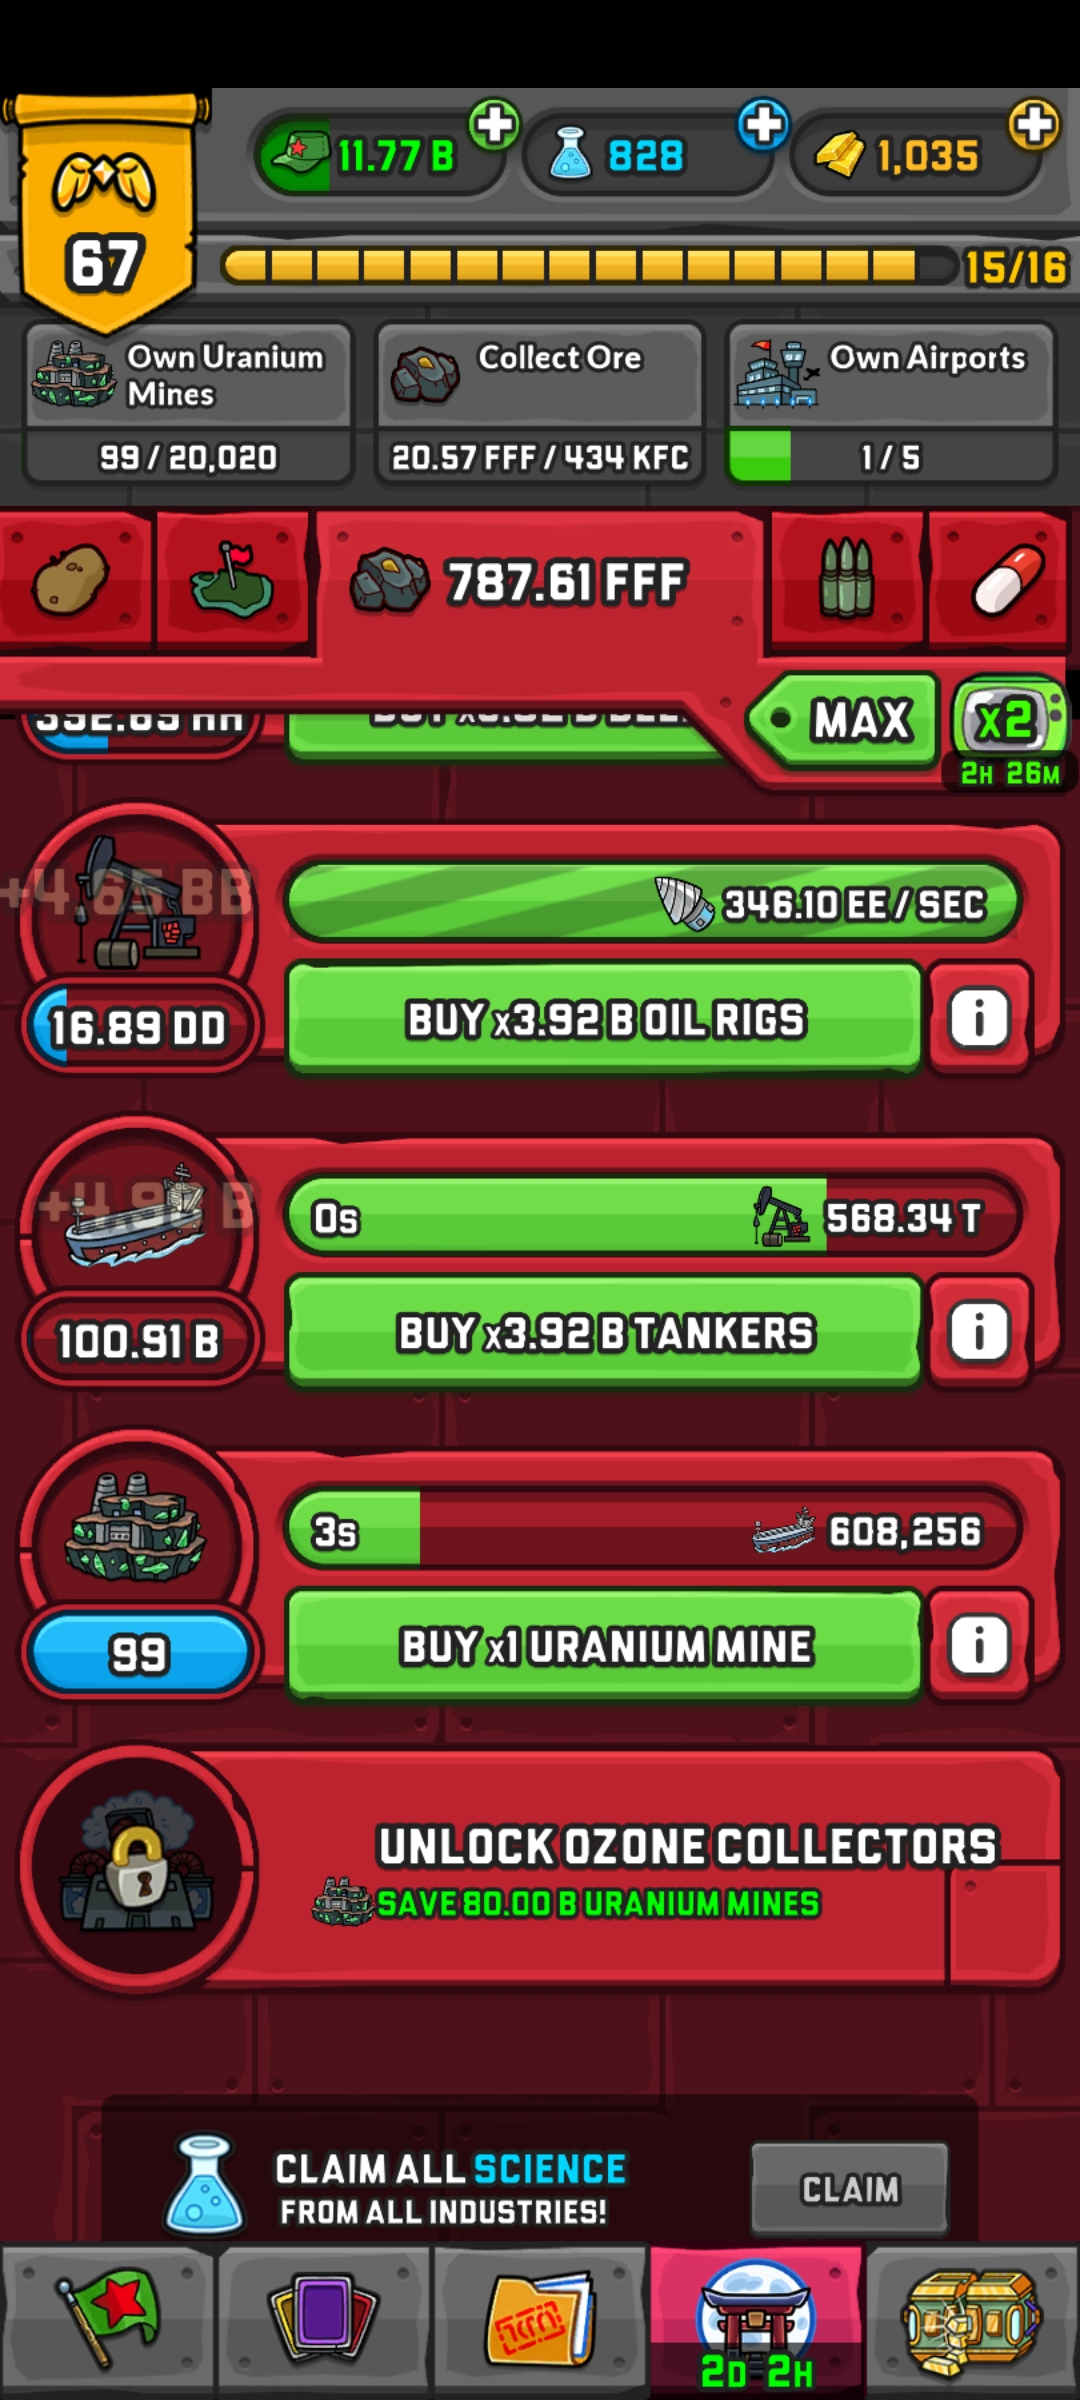 67
11.77 B
828
1,035
15/16
Own Uranium
Mines
99 / 20,020
Collect Ore
20.57 FFF / 434 KFC
Own Airports
1 / 5
787.61 FFF
MAX
x2
2H 26M
+4.65 BB
346.10 EE / SEC
16.89 DD
BUY x3.92 B OIL RIGS
0s
568.34 T
100.91 B
BUY x3.92 B TANKERS
3s
608,256
99
BUY x1 URANIUM MINE
UNLOCK OZONE COLLECTORS
SAVE 80.00 B URANIUM MINES
CLAIM ALL SCIENCE
FROM ALL INDUSTRIES!
CLAIM
2D 2H